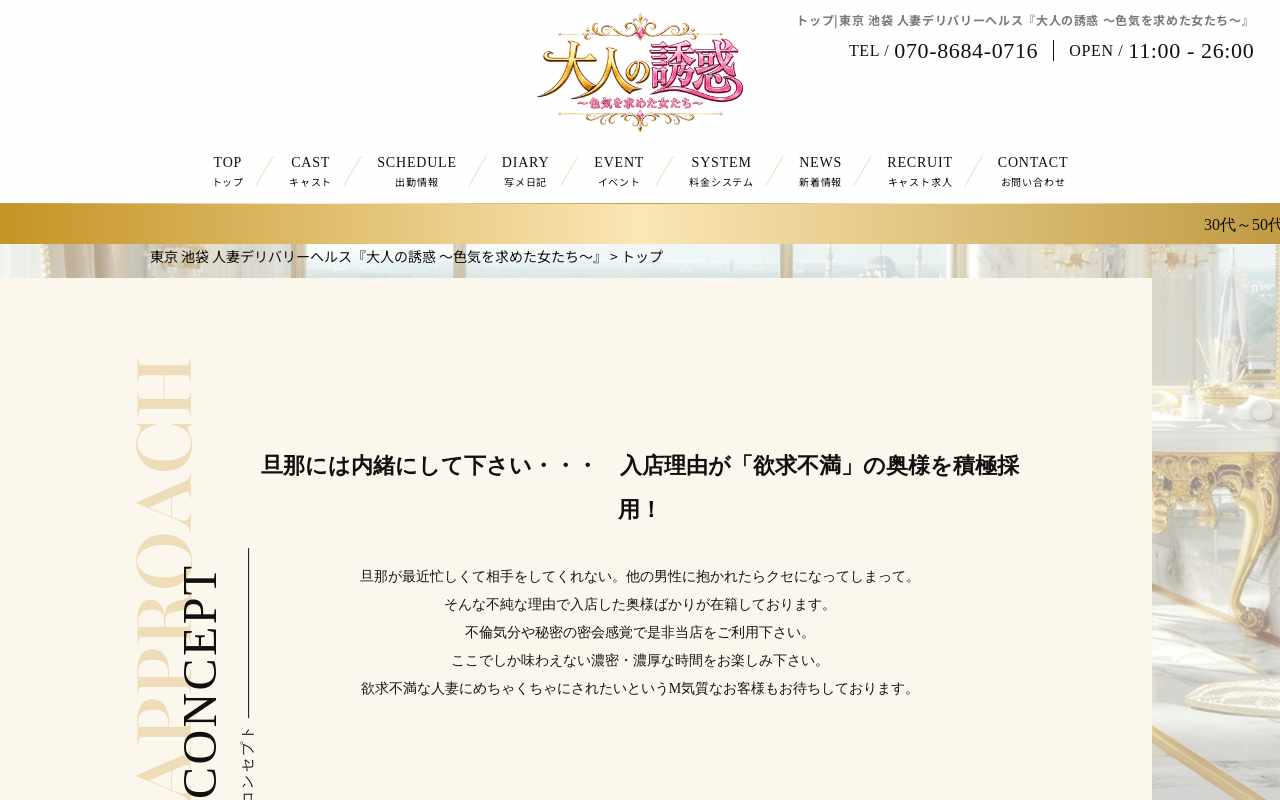 トップ|東京 池袋 人妻デリバリーヘルス『大人の誘惑 〜色気を求めた女たち〜』
大人の誘惑
〜色気を求めた女たち〜
TEL / 070-8684-0716
OPEN / 11:00 - 26:00
TOP CAST SCHEDULE DIARY EVENT SYSTEM NEWS RECRUIT CONTACT
トップ キャスト 出勤情報 写メ日記 イベント 料金システム 新着情報 キャスト求人 お問い合わせ
30代～50代
東京 池袋 人妻デリバリーヘルス『大人の誘惑 〜色気を求めた女たち〜』 > トップ
APPROACH
CONCEPT
コンセプト
旦那には内緒にして下さい・・・　入店理由が「欲求不満」の奥様を積極採
用！
旦那が最近忙しくて相手をしてくれない。他の男性に抱かれたらクセになってしまって。
そんな不純な理由で入店した奥様ばかりが在籍しております。
不倫気分や秘密の密会感覚で是非当店をご利用下さい。
ここでしか味わえない濃密・濃厚な時間をお楽しみ下さい。
欲求不満な人妻にめちゃくちゃにされたいというM気質なお客様もお待ちしております。